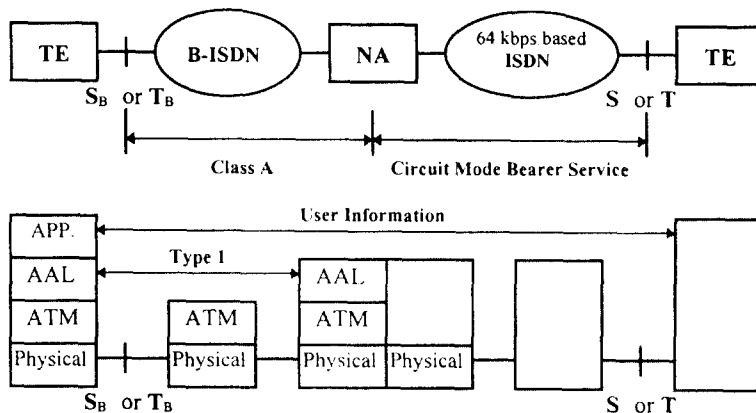 TE
B-ISDN
NA
64 kbps based
ISDN
TE
SB or TB
S or T
Class A
Circuit Mode Bearer Service
User Information
APP.
Type 1
AAL
AAL
ATM
ATM
ATM
Physical
Physical
Physical
Physical
SB or TB
S or T